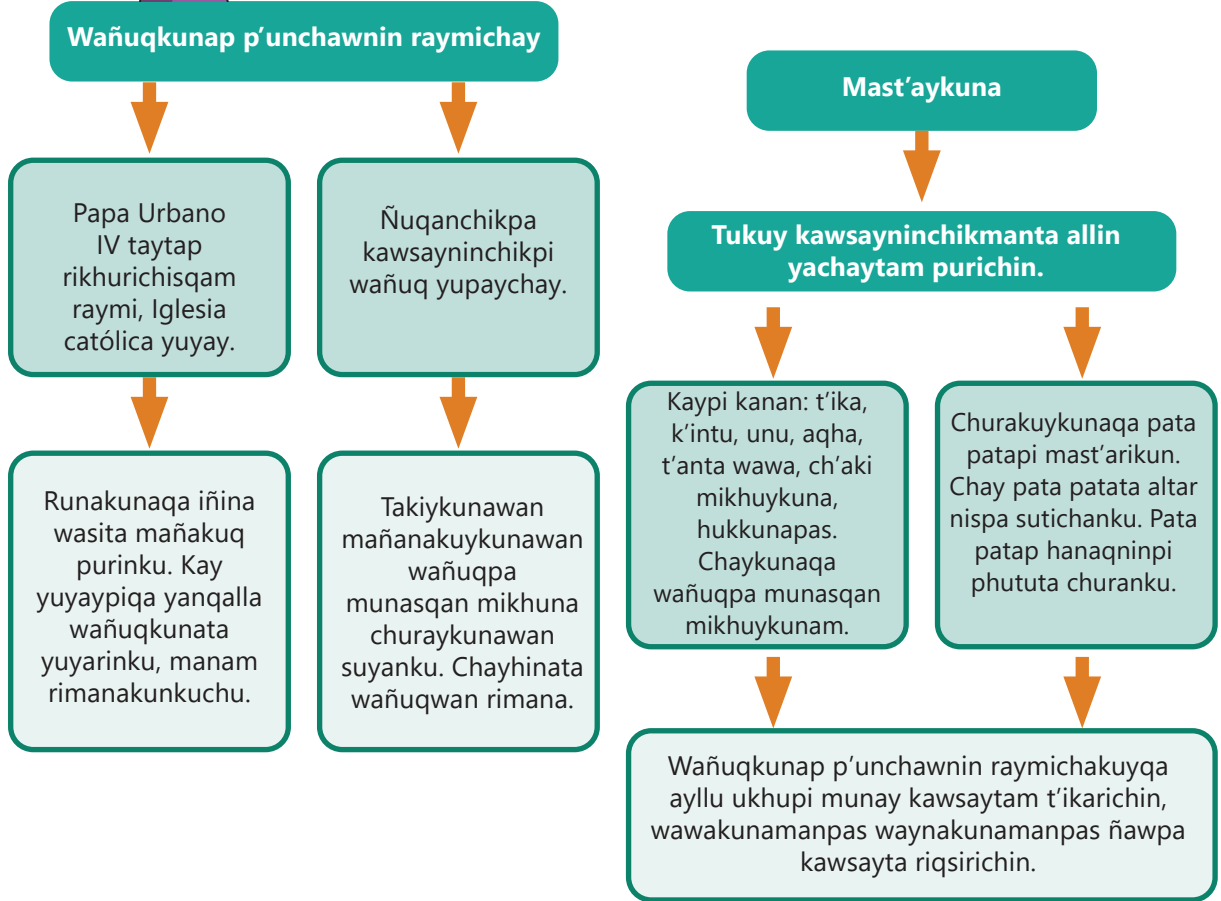 Wañuqkunap p'unchawnin raymichay
Papa Urbano
IV taytap
rikhurichisqam
raymi, Iglesia
católica yuyay.
Ñuqanchikpa
kawsayninchikpi
wañuq yupaychay.
Runakunaqa iñina
wasita mañakuq
purinku. Kay
yuyaypiqa yanqalla
wañuqkunata
yuyarinku, manam
rimanakunkuchu.
Takiykunawan
mañanakuykunawan
wañuqpa
munasqan mikhuna
churaykunawan
suyanku. Chayhinata
wañuqwan rimana.
Mast'aykuna
Tukuy kawsayninchikmanta allin
yachaytam purichin.
Kaypi kanan: t'ika,
k'intu, unu, aqha,
t'anta wawa, ch'aki
mikhuykuna,
hukkunapas.
Chaykunaqa
wañuqpa munasqan
mikhuykunam.
Churakuykunaqa pata
patapi mast'arikun.
Chay pata patata altar
nispa sutichanku. Pata
patap hanaqninpi
phututa churanku.
Wañuqkunap p'unchawnin raymichakuyqa
ayllu ukhupi munay kawsaytam t'ikarichin,
wawakunamanpas waynakunamanpas ñawpa
kawsayta riqsirichin.